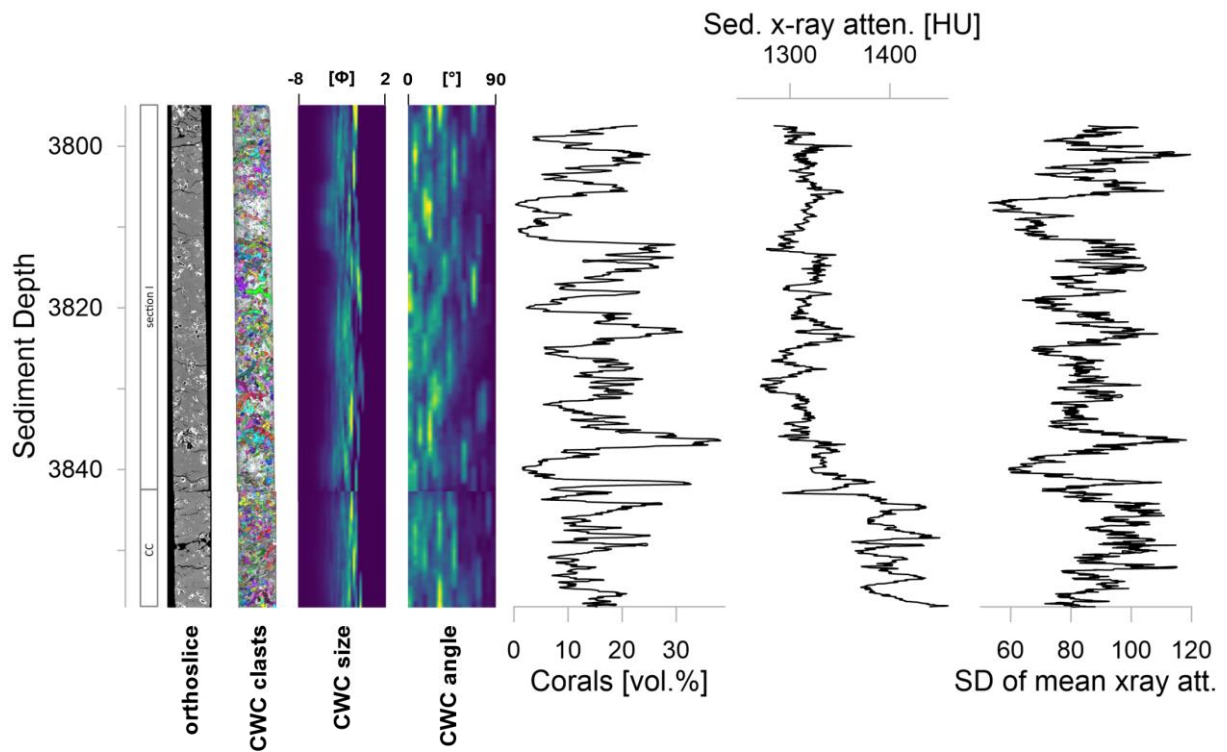 Sed. x-ray atten. [HU]
1300 1400
-8 [Φ] 2 0 [°] 90
3800
3820
3840
Sediment Depth
section I
CC
0 10 20 30
Corals [vol.%]
60 80 100 120
SD of mean xray att.
orthoslice
CWC clasts
CWC size
CWC angle